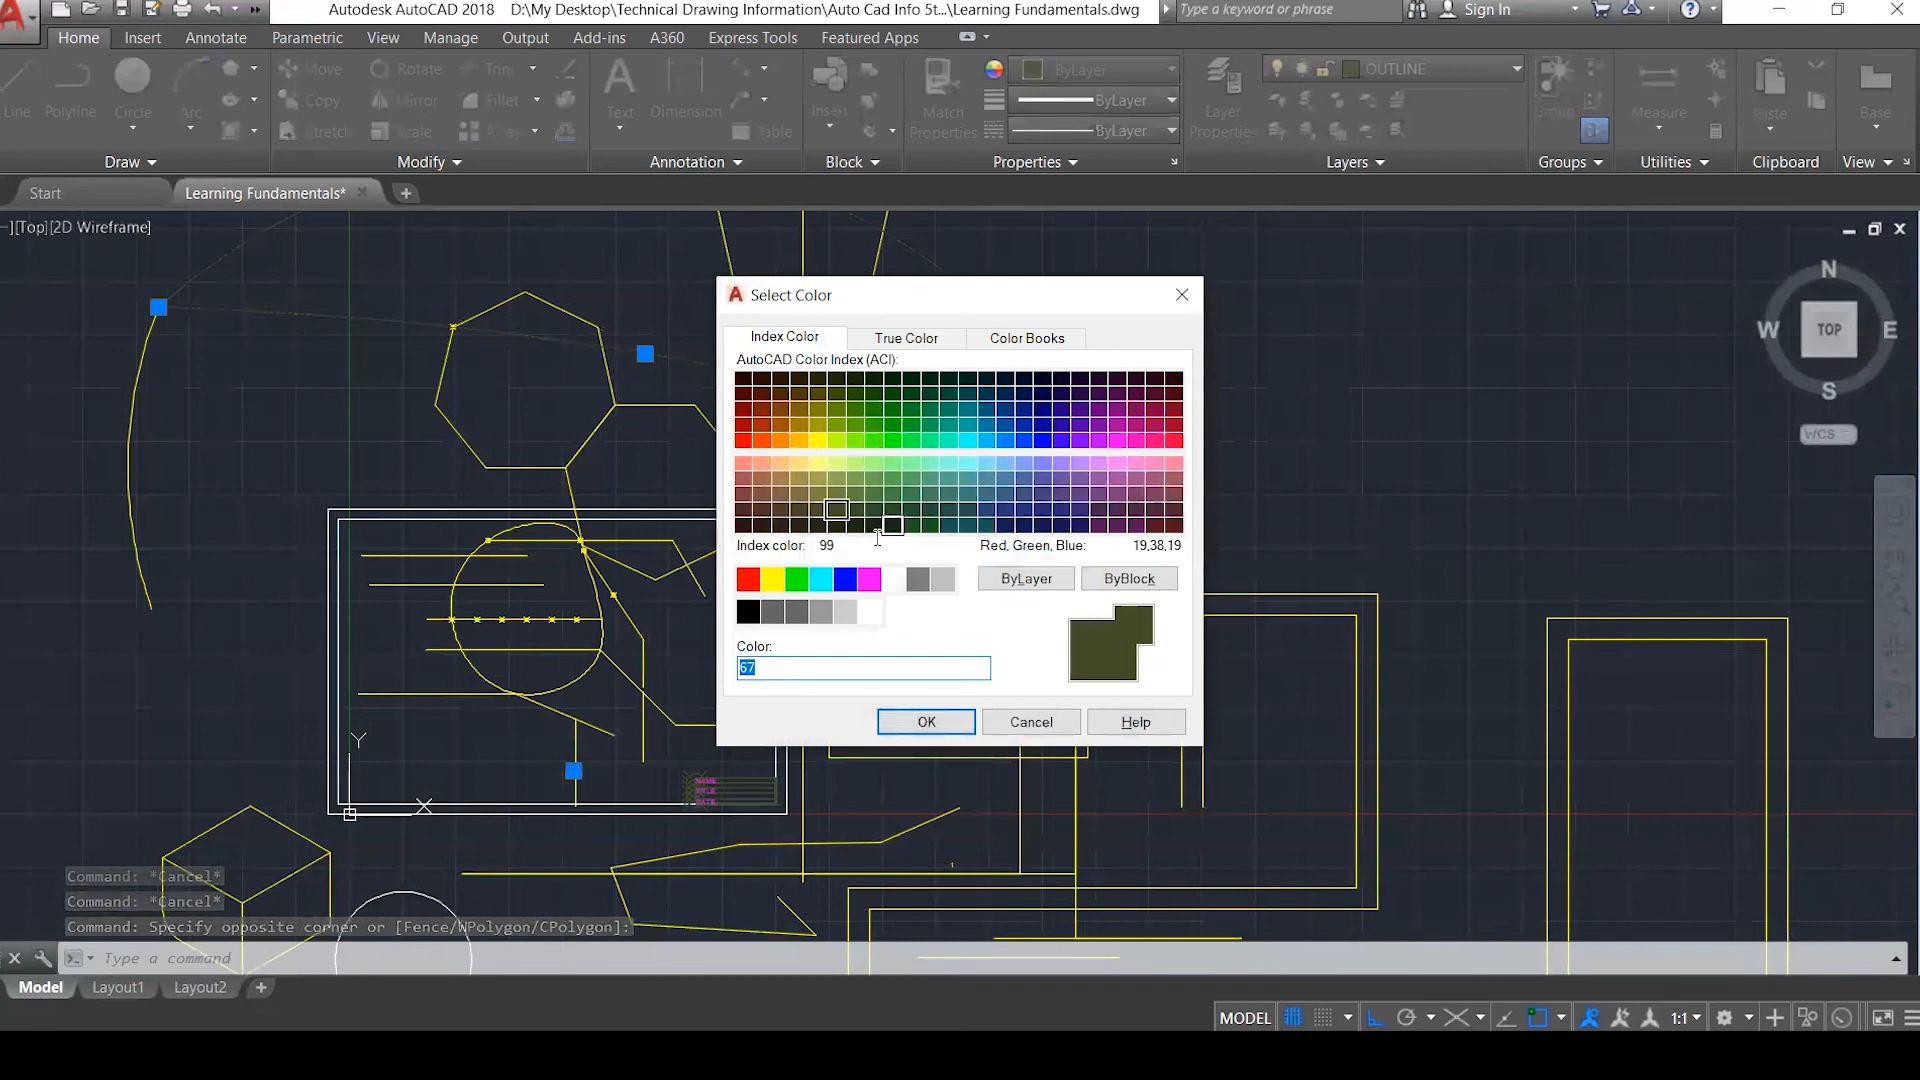 Autodesk AutoCAD 2018 D:\My Desktop\Technical Drawing Information\Auto Cad Info 5t...\Learning Fundamentals.dwg
Type a keyword or phrase
Sign In
Home Insert Annotate Parametric View Manage Output Add-ins A360 Express Tools Featured Apps
Move Rotate Trim ByLayer OUTLINE
Copy Mirror Fillet ByLayer
Line Polyline Circle Arc Text Dimension Insert Match Properties Layer Properties Group Measure Paste Base
Stretch Scale Array Table ByLayer
Draw Modify Annotation Block Properties Layers Groups Utilities Clipboard View
Start Learning Fundamentals*
−][Top][2D Wireframe]
N
W TOP E
S
WCS
Select Color
Index Color True Color Color Books
AutoCAD Color Index (ACI):
Index color: 99 Red, Green, Blue: 19,38,19
ByLayer ByBlock
Color:
67
OK Cancel Help
Y
X
NAME
TITLE
DATE
Command: *Cancel*
Command: *Cancel*
Command: Specify opposite corner or [Fence/WPolygon/CPolygon]:
Type a command
Model Layout1 Layout2
MODEL 1:1